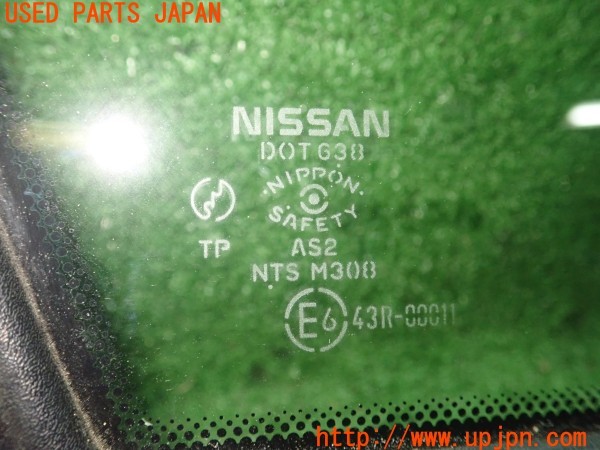 USED PARTS JAPAN
NISSAN
DOT 638
NIPPON
SAFETY
TP
AS2
NTS M308
E6 43R-00011
http://www.upjpn.com